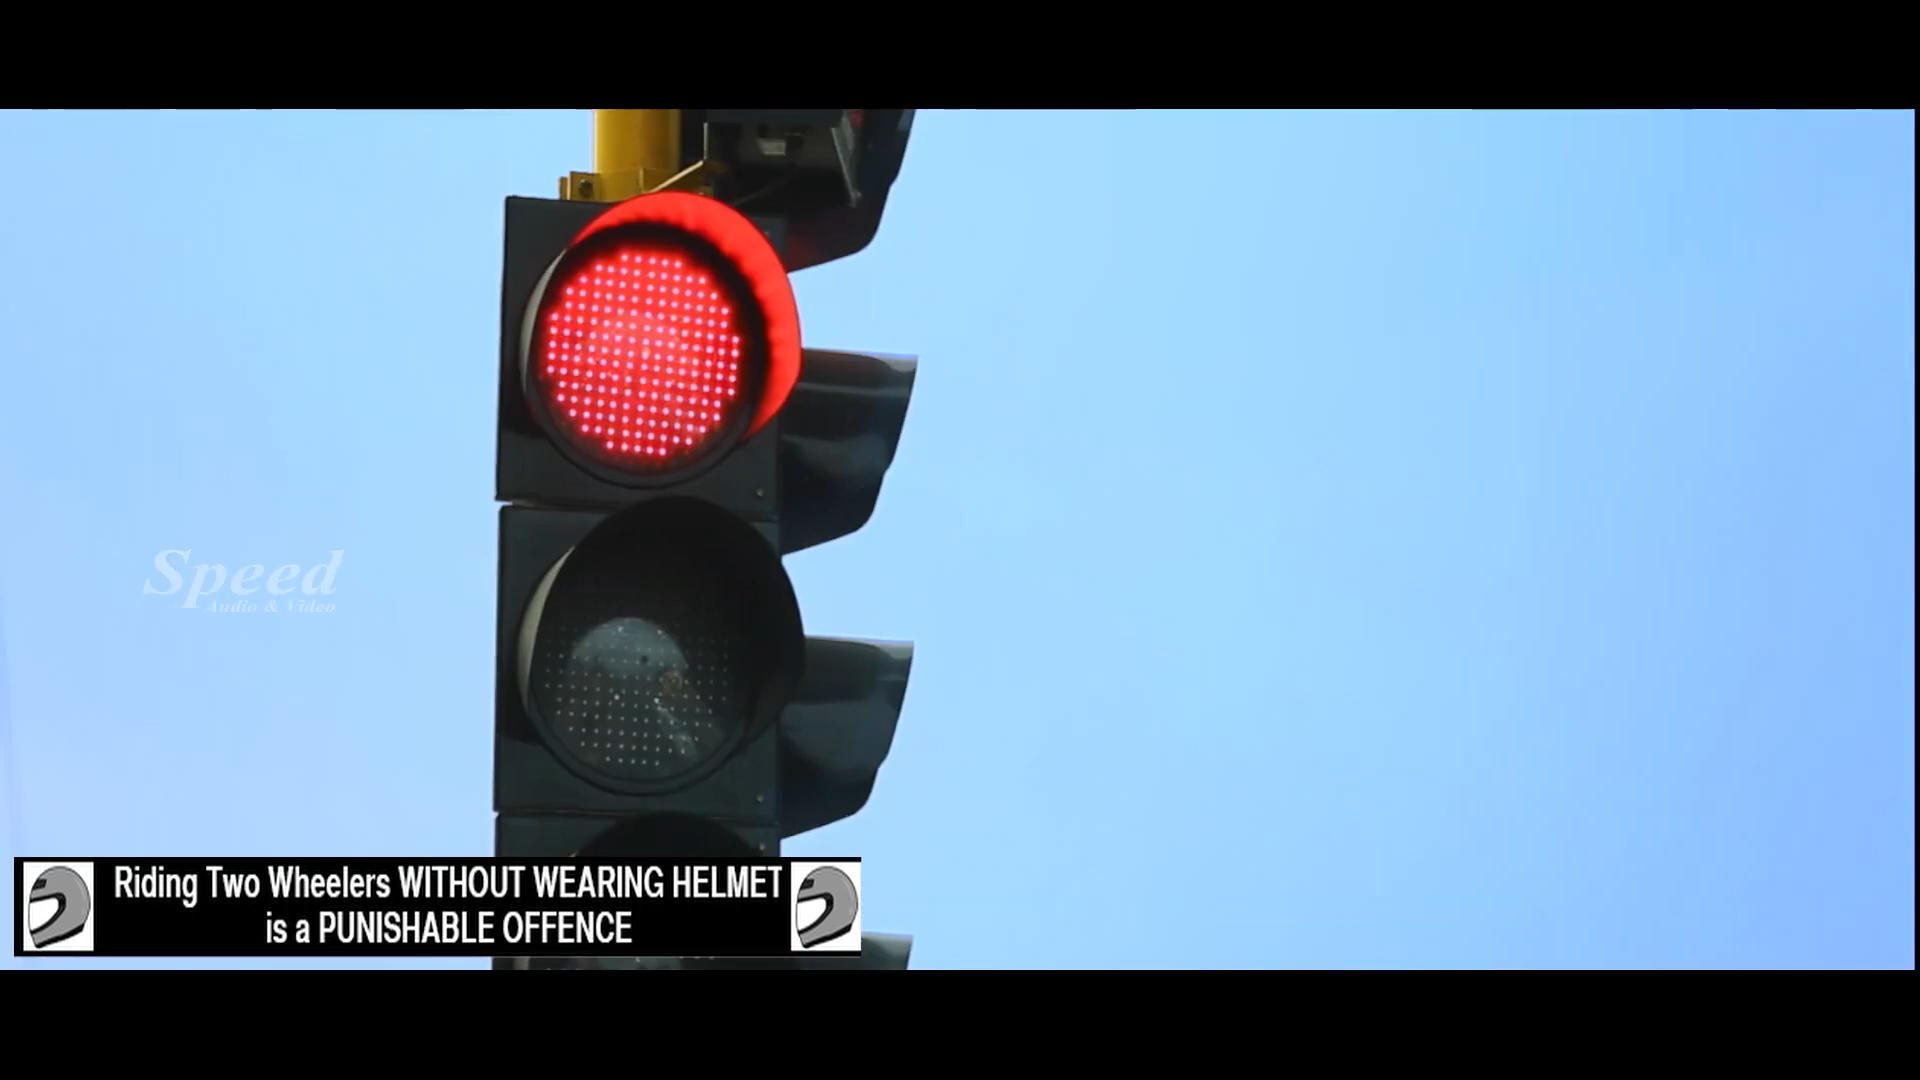 Speed
Audio & Video
Riding Two Wheelers WITHOUT WEARING HELMET
is a PUNISHABLE OFFENCE